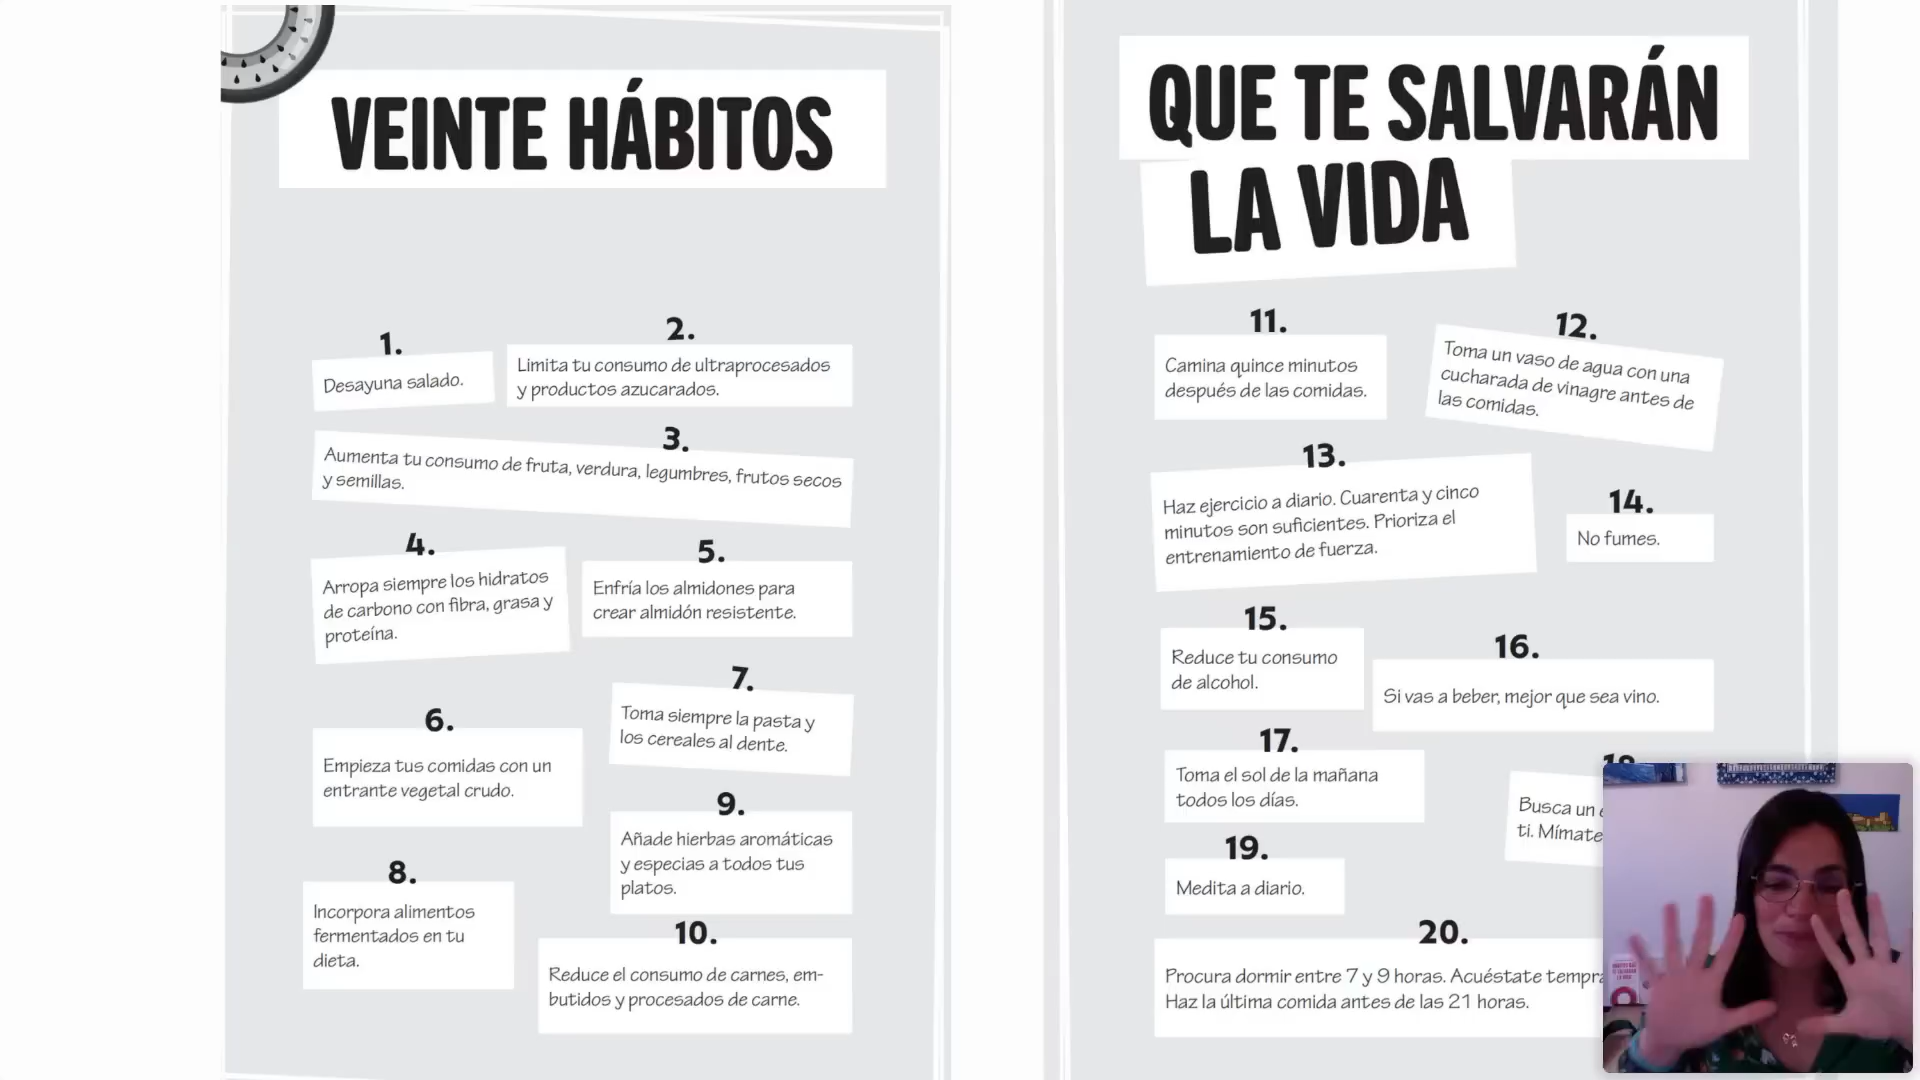 VEINTE HÁBITOS
1.
Desayuna salado.
2.
Limita tu consumo de ultraprocesados
y productos azucarados.
3.
Aumenta tu consumo de fruta, verdura, legumbres, frutos secos
y semillas.
4.
Arropa siempre los hidratos
de carbono con fibra, grasa y
proteína.
5.
Enfría los almidones para
crear almidón resistente.
6.
Empieza tus comidas con un
entrante vegetal crudo.
7.
Toma siempre la pasta y
los cereales al dente.
8.
Incorpora alimentos
fermentados en tu
dieta.
9.
Añade hierbas aromáticas
y especias a todos tus
platos.
10.
Reduce el consumo de carnes, em-
butidos y procesados de carne.
QUE TE SALVARÁN
LA VIDA
11.
Camina quince minutos
después de las comidas.
12.
Toma un vaso de agua con una
cucharada de vinagre antes de
las comidas.
13.
Haz ejercicio a diario. Cuarenta y cinco
minutos son suficientes. Prioriza el
entrenamiento de fuerza.
14.
No fumes.
15.
Reduce tu consumo
de alcohol.
16.
Si vas a beber, mejor que sea vino.
17.
Toma el sol de la mañana
todos los días.
Busca un
ti. Mímate
19.
Medita a diario.
20.
Procura dormir entre 7 y 9 horas. Acuéstate tempra
Haz la última comida antes de las 21 horas.